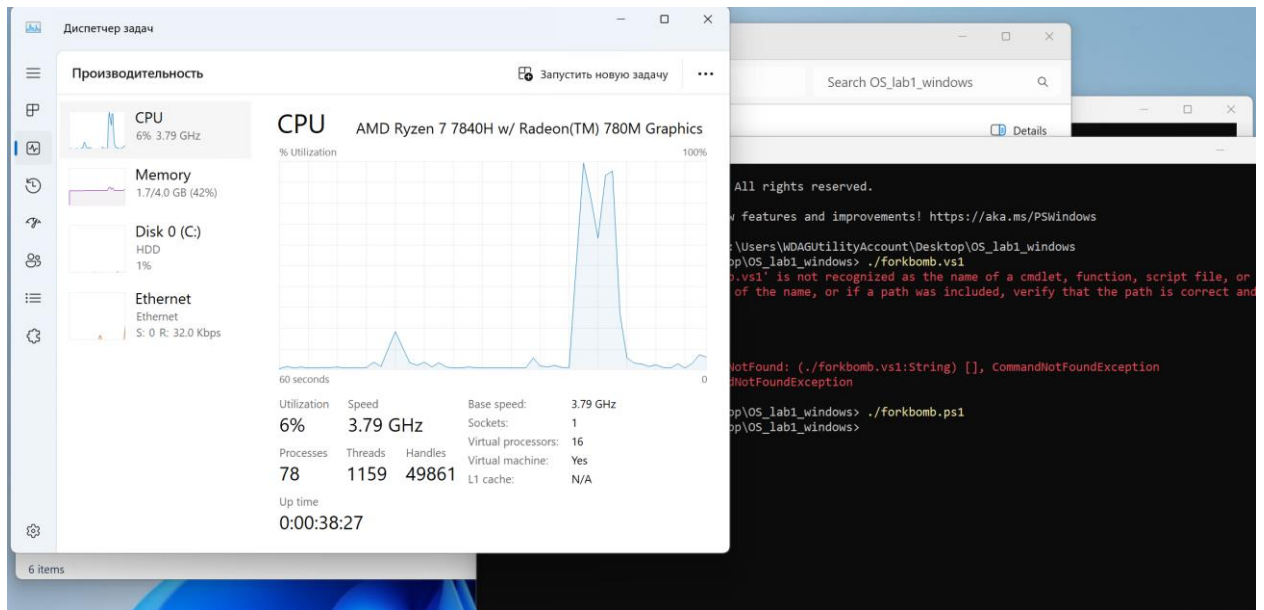 Диспетчер задач
Производительность
Запустить новую задачу
CPU
6% 3.79 GHz
Memory
1.7/4.0 GB (42%)
Disk 0 (C:)
HDD
1%
Ethernet
Ethernet
S: 0 R: 32.0 Kbps
CPU
AMD Ryzen 7 7840H w/ Radeon(TM) 780M Graphics
% Utilization
100%
60 seconds
0
Utilization
6%
Speed
3.79 GHz
Processes
78
Threads
1159
Handles
49861
Up time
0:00:38:27
Base speed: 3.79 GHz
Sockets: 1
Virtual processors: 16
Virtual machine: Yes
L1 cache: N/A
6 items
Search OS_lab1_windows
Details
All rights reserved.
features and improvements! https://aka.ms/PSWindows
:\Users\WDAGUtilityAccount\Desktop\OS_lab1_windows
op\OS_lab1_windows> ./forkbomb.vs1
b.vs1' is not recognized as the name of a cmdlet, function, script file, or
of the name, or if a path was included, verify that the path is correct and
NotFound: (./forkbomb.vs1:String) [], CommandNotFoundException
dNotFoundException
op\OS_lab1_windows> ./forkbomb.ps1
op\OS_lab1_windows>